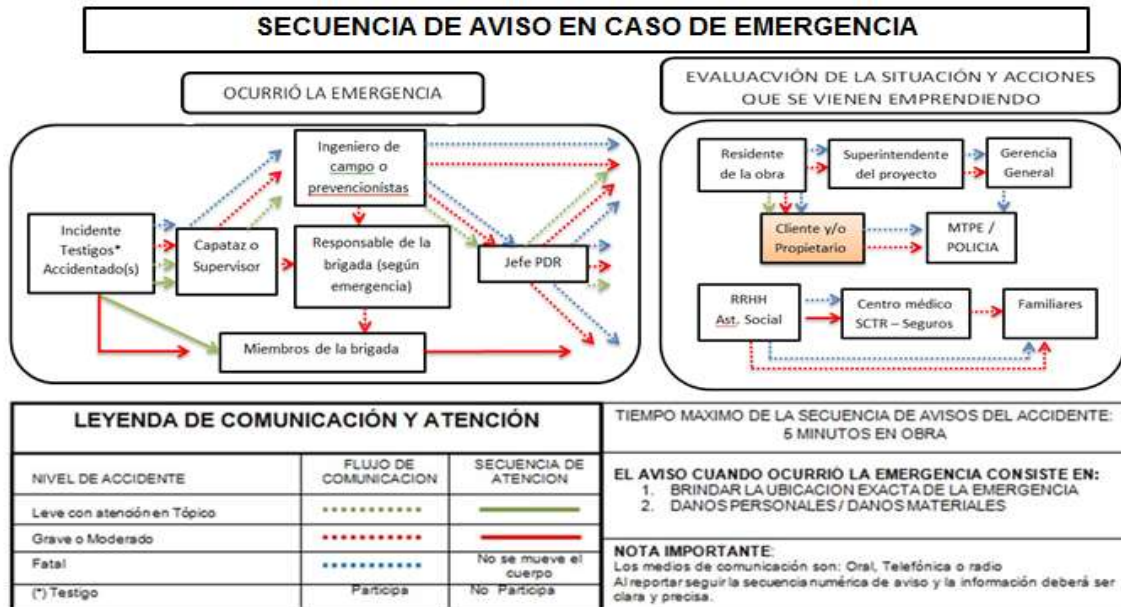 SECUENCIA DE AVISO EN CASO DE EMERGENCIA
OCURRIÓ LA EMERGENCIA
EVALUACVIÓN DE LA SITUACIÓN Y ACCIONES
QUE SE VIENEN EMPRENDIENDO
Incidente
Testigos*
Accidentado(s)
Capataz o
Supervisor
Ingeniero de
campo o
prevencionistas
Responsable de la
brigada (según
emergencia)
Miembros de la brigada
Jefe PDR
Residente
de la obra
Superintendente
del proyecto
Gerencia
General
Cliente y/o
Propietario
MTPE /
POLICIA
RRHH
Ast. Social
Centro médico
SCTR – Seguros
Familiares
LEYENDA DE COMUNICACIÓN Y ATENCIÓN
NIVEL DE ACCIDENTE
FLUJO DE
COMUNICACION
SECUENCIA DE
ATENCION
Leve con atención en Tópico
Grave o Moderado
Fatal
No se mueve el
cuerpo
(*) Testigo
Participa
No Participa
TIEMPO MAXIMO DE LA SECUENCIA DE AVISOS DEL ACCIDENTE:
5 MINUTOS EN OBRA
EL AVISO CUANDO OCURRIÓ LA EMERGENCIA CONSISTE EN:
1. BRINDAR LA UBICACION EXACTA DE LA EMERGENCIA
2. DANOS PERSONALES / DANOS MATERIALES
NOTA IMPORTANTE:
Los medios de comunicación son: Oral, Telefónica o radio
Al reportar seguir la secuencia numérica de aviso y la información deberá ser
clara y precisa.